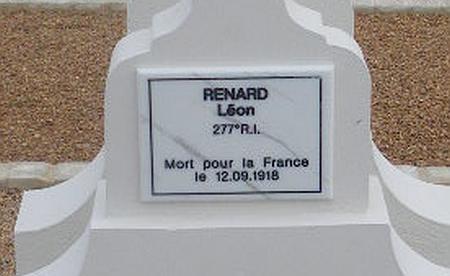 RENARD
Léon
277°R.I.
Mort pour la France
le 12.09.1918